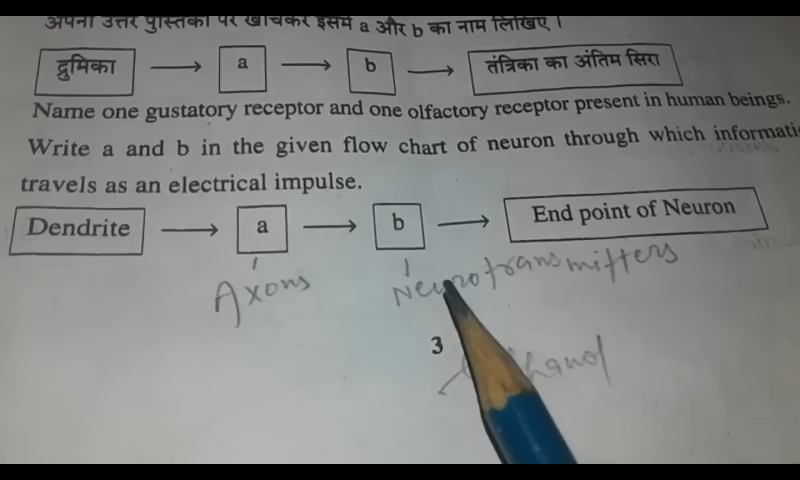 अपनी उत्तर पुस्तिका पर खींचकर इसमें a और b का नाम लिखिए ।
द्रुमिका → a → b → तंत्रिका का अंतिम सिरा
Name one gustatory receptor and one olfactory receptor present in human beings.
Write a and b in the given flow chart of neuron through which informati
travels as an electrical impulse.
Dendrite → a → b → End point of Neuron
Axons Neurotransmitters
3